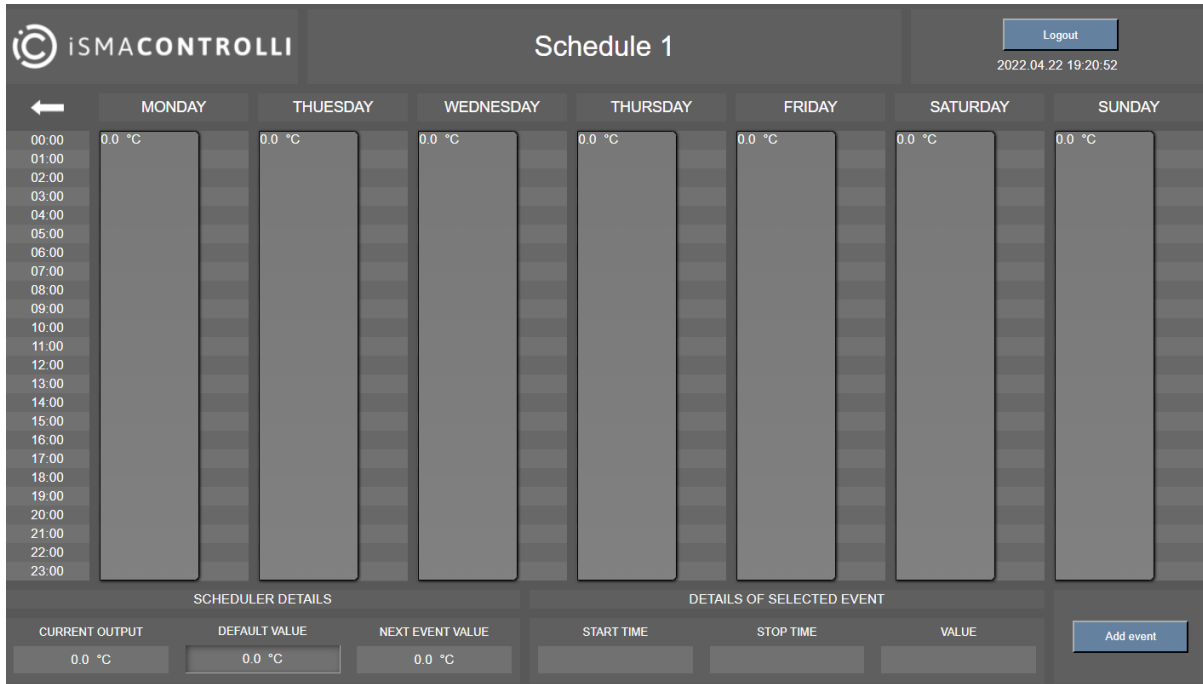 iSMACONTROLLI
Schedule 1
Logout
2022.04.22 19:20:52
MONDAY THUESDAY WEDNESDAY THURSDAY FRIDAY SATURDAY SUNDAY
00:00 0.0 °C 0.0 °C 0.0 °C 0.0 °C 0.0 °C 0.0 °C 0.0 °C
01:00
02:00
03:00
04:00
05:00
06:00
07:00
08:00
09:00
10:00
11:00
12:00
13:00
14:00
15:00
16:00
17:00
18:00
19:00
20:00
21:00
22:00
23:00
SCHEDULER DETAILS DETAILS OF SELECTED EVENT
CURRENT OUTPUT DEFAULT VALUE NEXT EVENT VALUE START TIME STOP TIME VALUE
0.0 °C 0.0 °C 0.0 °C
Add event